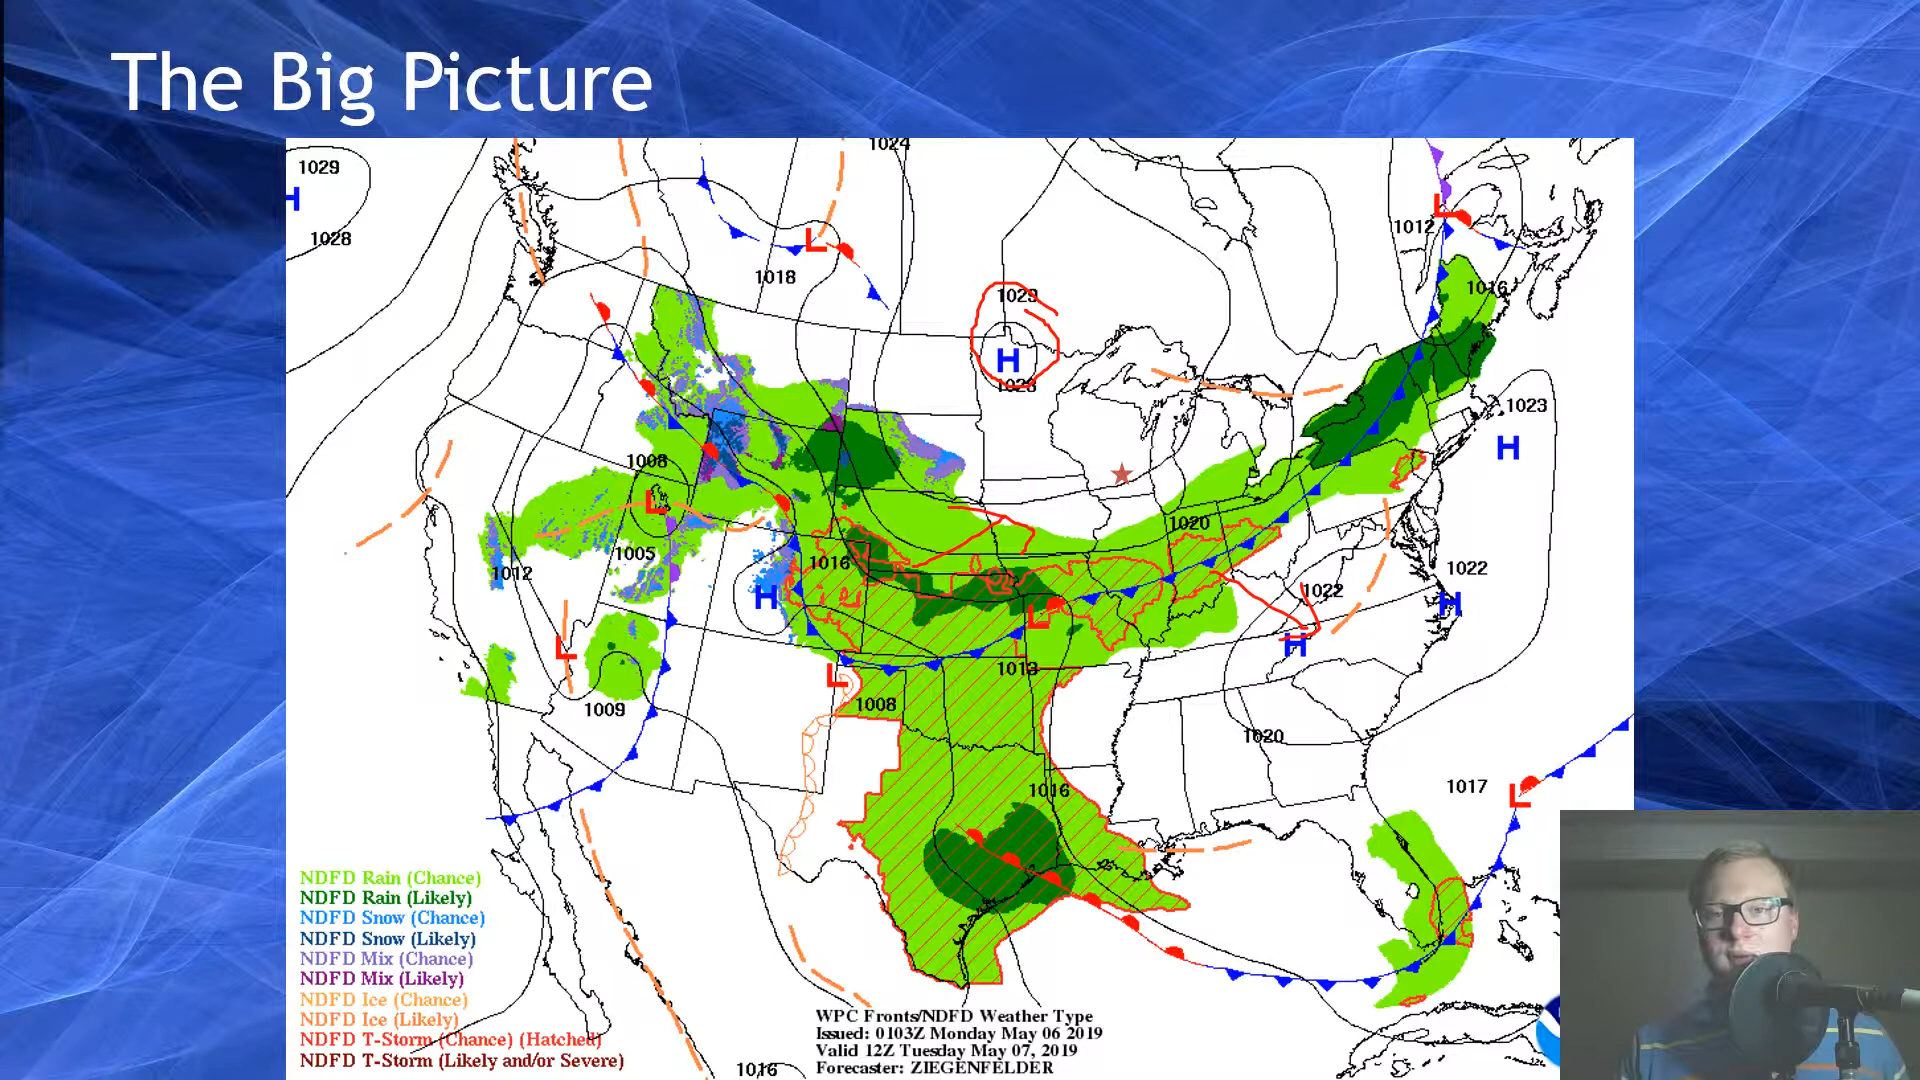 The Big Picture
1029
H
1028
1024
L
1018
1029
H
1028
L
1012
1016
1023
H
1008
L
1005
1012
H
1016
1020
1022
H
1022
H
L
1013
L
L
1008
1009
1020
1016
1017
L
NDFD Rain (Chance)
NDFD Rain (Likely)
NDFD Snow (Chance)
NDFD Snow (Likely)
NDFD Mix (Chance)
NDFD Mix (Likely)
NDFD Ice (Chance)
NDFD Ice (Likely)
NDFD T-Storm (Chance) (Hatched)
NDFD T-Storm (Likely and/or Severe)
WPC Fronts/NDFD Weather Type
Issued: 0103Z Monday May 06 2019
Valid 12Z Tuesday May 07, 2019
Forecaster: ZIEGENFELDER
1016